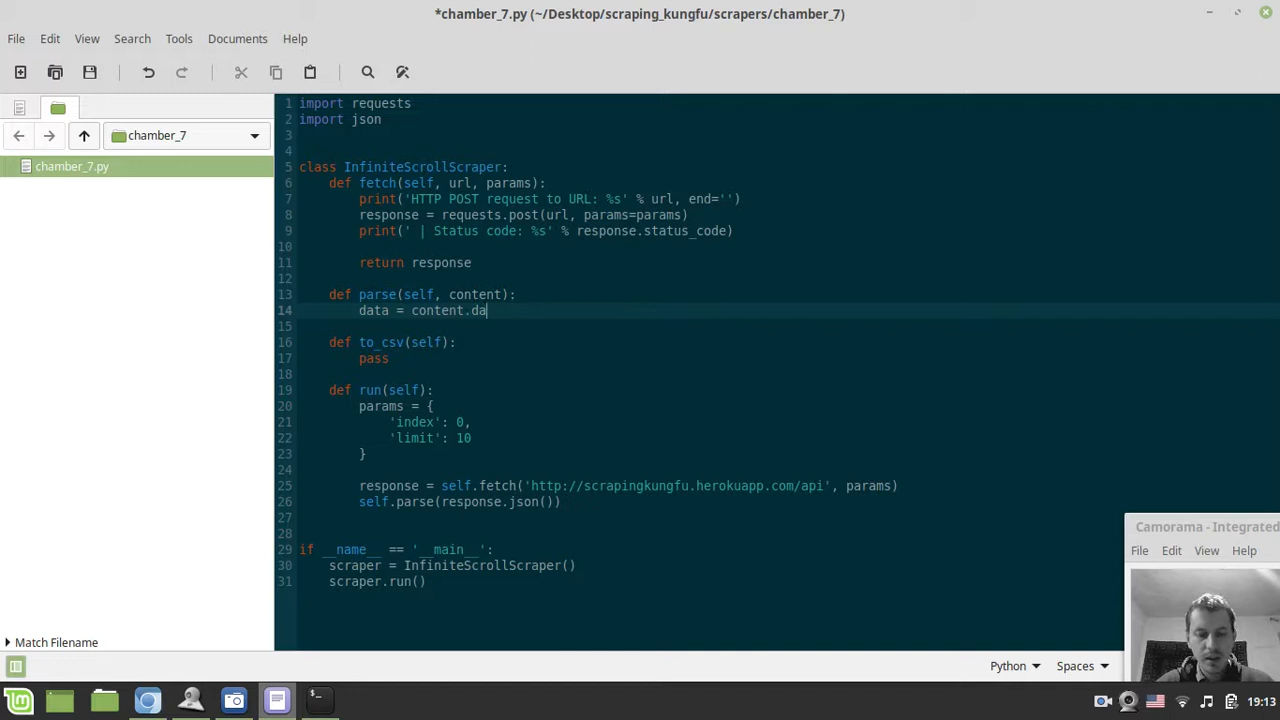 *chamber_7.py (~/Desktop/scraping_kungfu/scrapers/chamber_7)
File Edit View Search Tools Documents Help
chamber_7
chamber_7.py
1 import requests
2 import json
3
4
5 class InfiniteScrollScraper:
6     def fetch(self, url, params):
7         print('HTTP POST request to URL: %s' % url, end='')
8         response = requests.post(url, params=params)
9         print(' | Status code: %s' % response.status_code)
10
11         return response
12
13     def parse(self, content):
14         data = content.da
15
16     def to_csv(self):
17         pass
18
19     def run(self):
20         params = {
21             'index': 0,
22             'limit': 10
23         }
24
25         response = self.fetch('http://scrapingkungfu.herokuapp.com/api', params)
26         self.parse(response.json())
27
28
29 if __name__ == '__main__':
30     scraper = InfiniteScrollScraper()
31     scraper.run()
Camorama - Integrated
File Edit View Help
Match Filename
Python Spaces
19:13